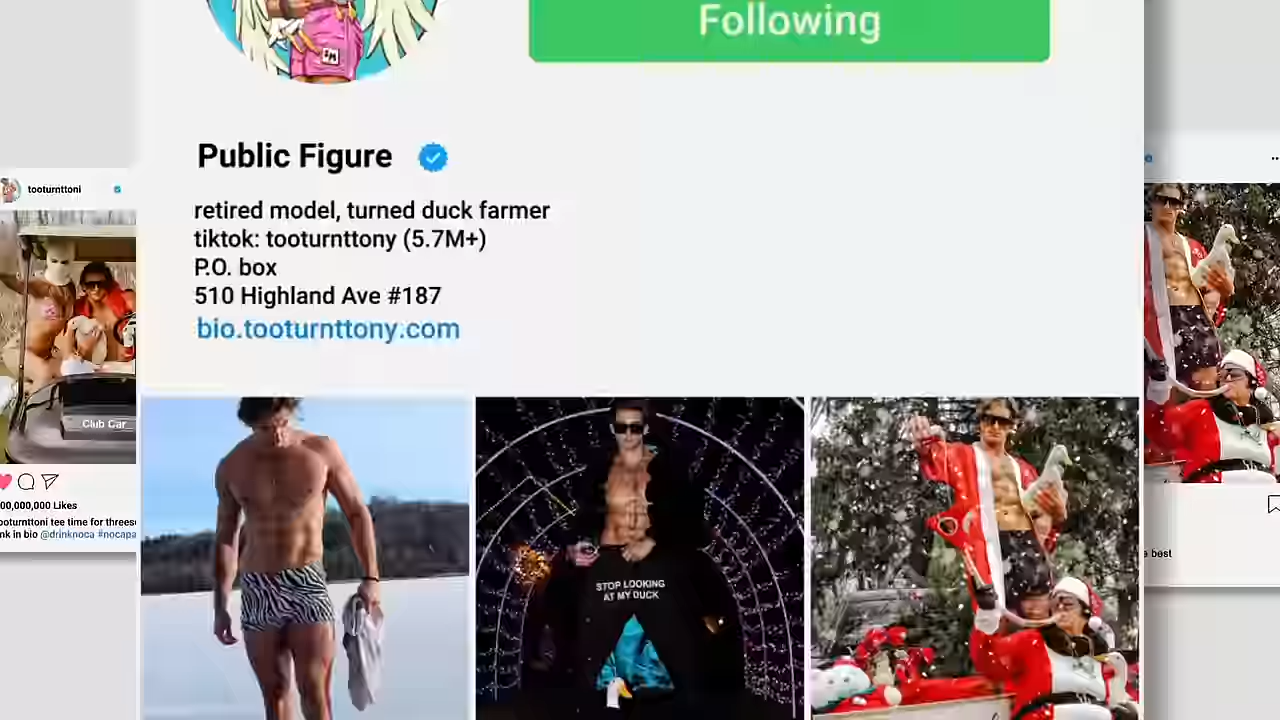 Following
Public Figure
retired model, turned duck farmer
tiktok: tooturnttony (5.7M+)
P.O. box
510 Highland Ave #187
bio.tooturnttony.com
tooturnttoni
Club Car
00,000,000 Likes
ooturnttoni tee time for threes
nk in bio @drinknoca #nocapa
STOP LOOKING
AT MY DUCK
best